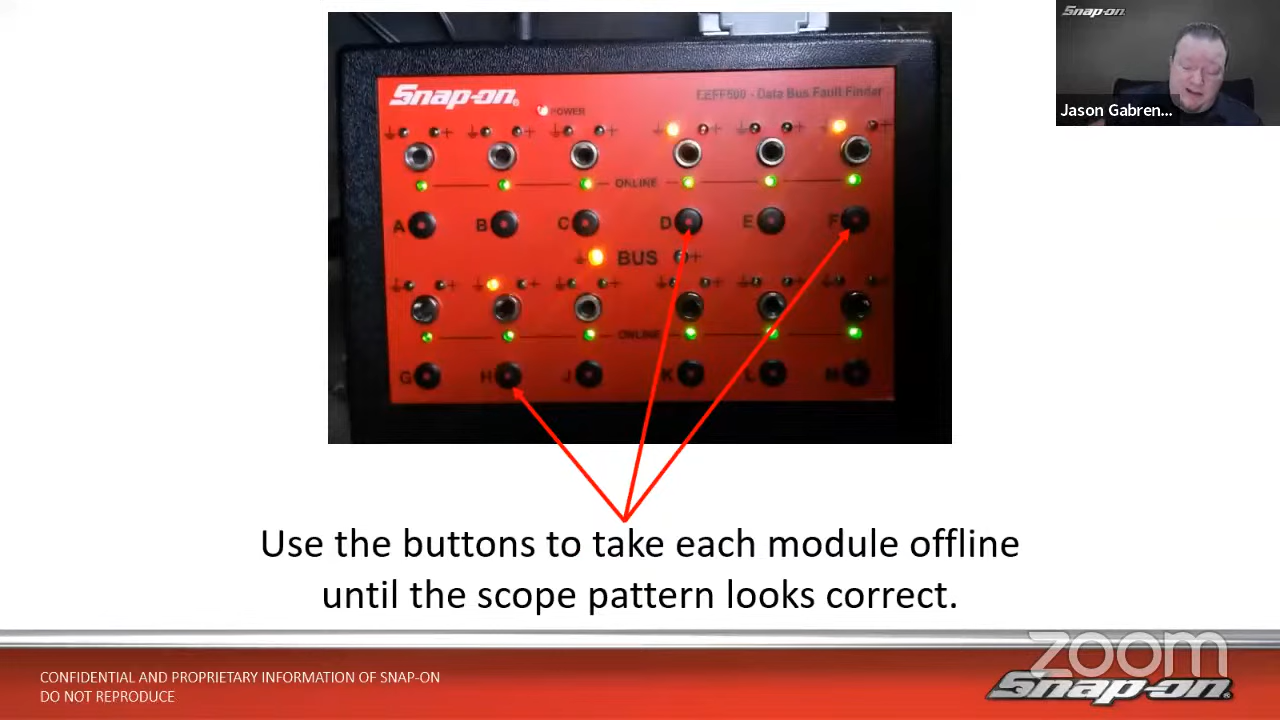 Snap-on
Jason Gabren...
Snap-on®
POWER
EEFF500 - Data Bus Fault Finder
ONLINE
A B C D E F
BUS
ONLINE
G H J K L M
Use the buttons to take each module offline
until the scope pattern looks correct.
CONFIDENTIAL AND PROPRIETARY INFORMATION OF SNAP-ON
DO NOT REPRODUCE
zoom
Snap-on®